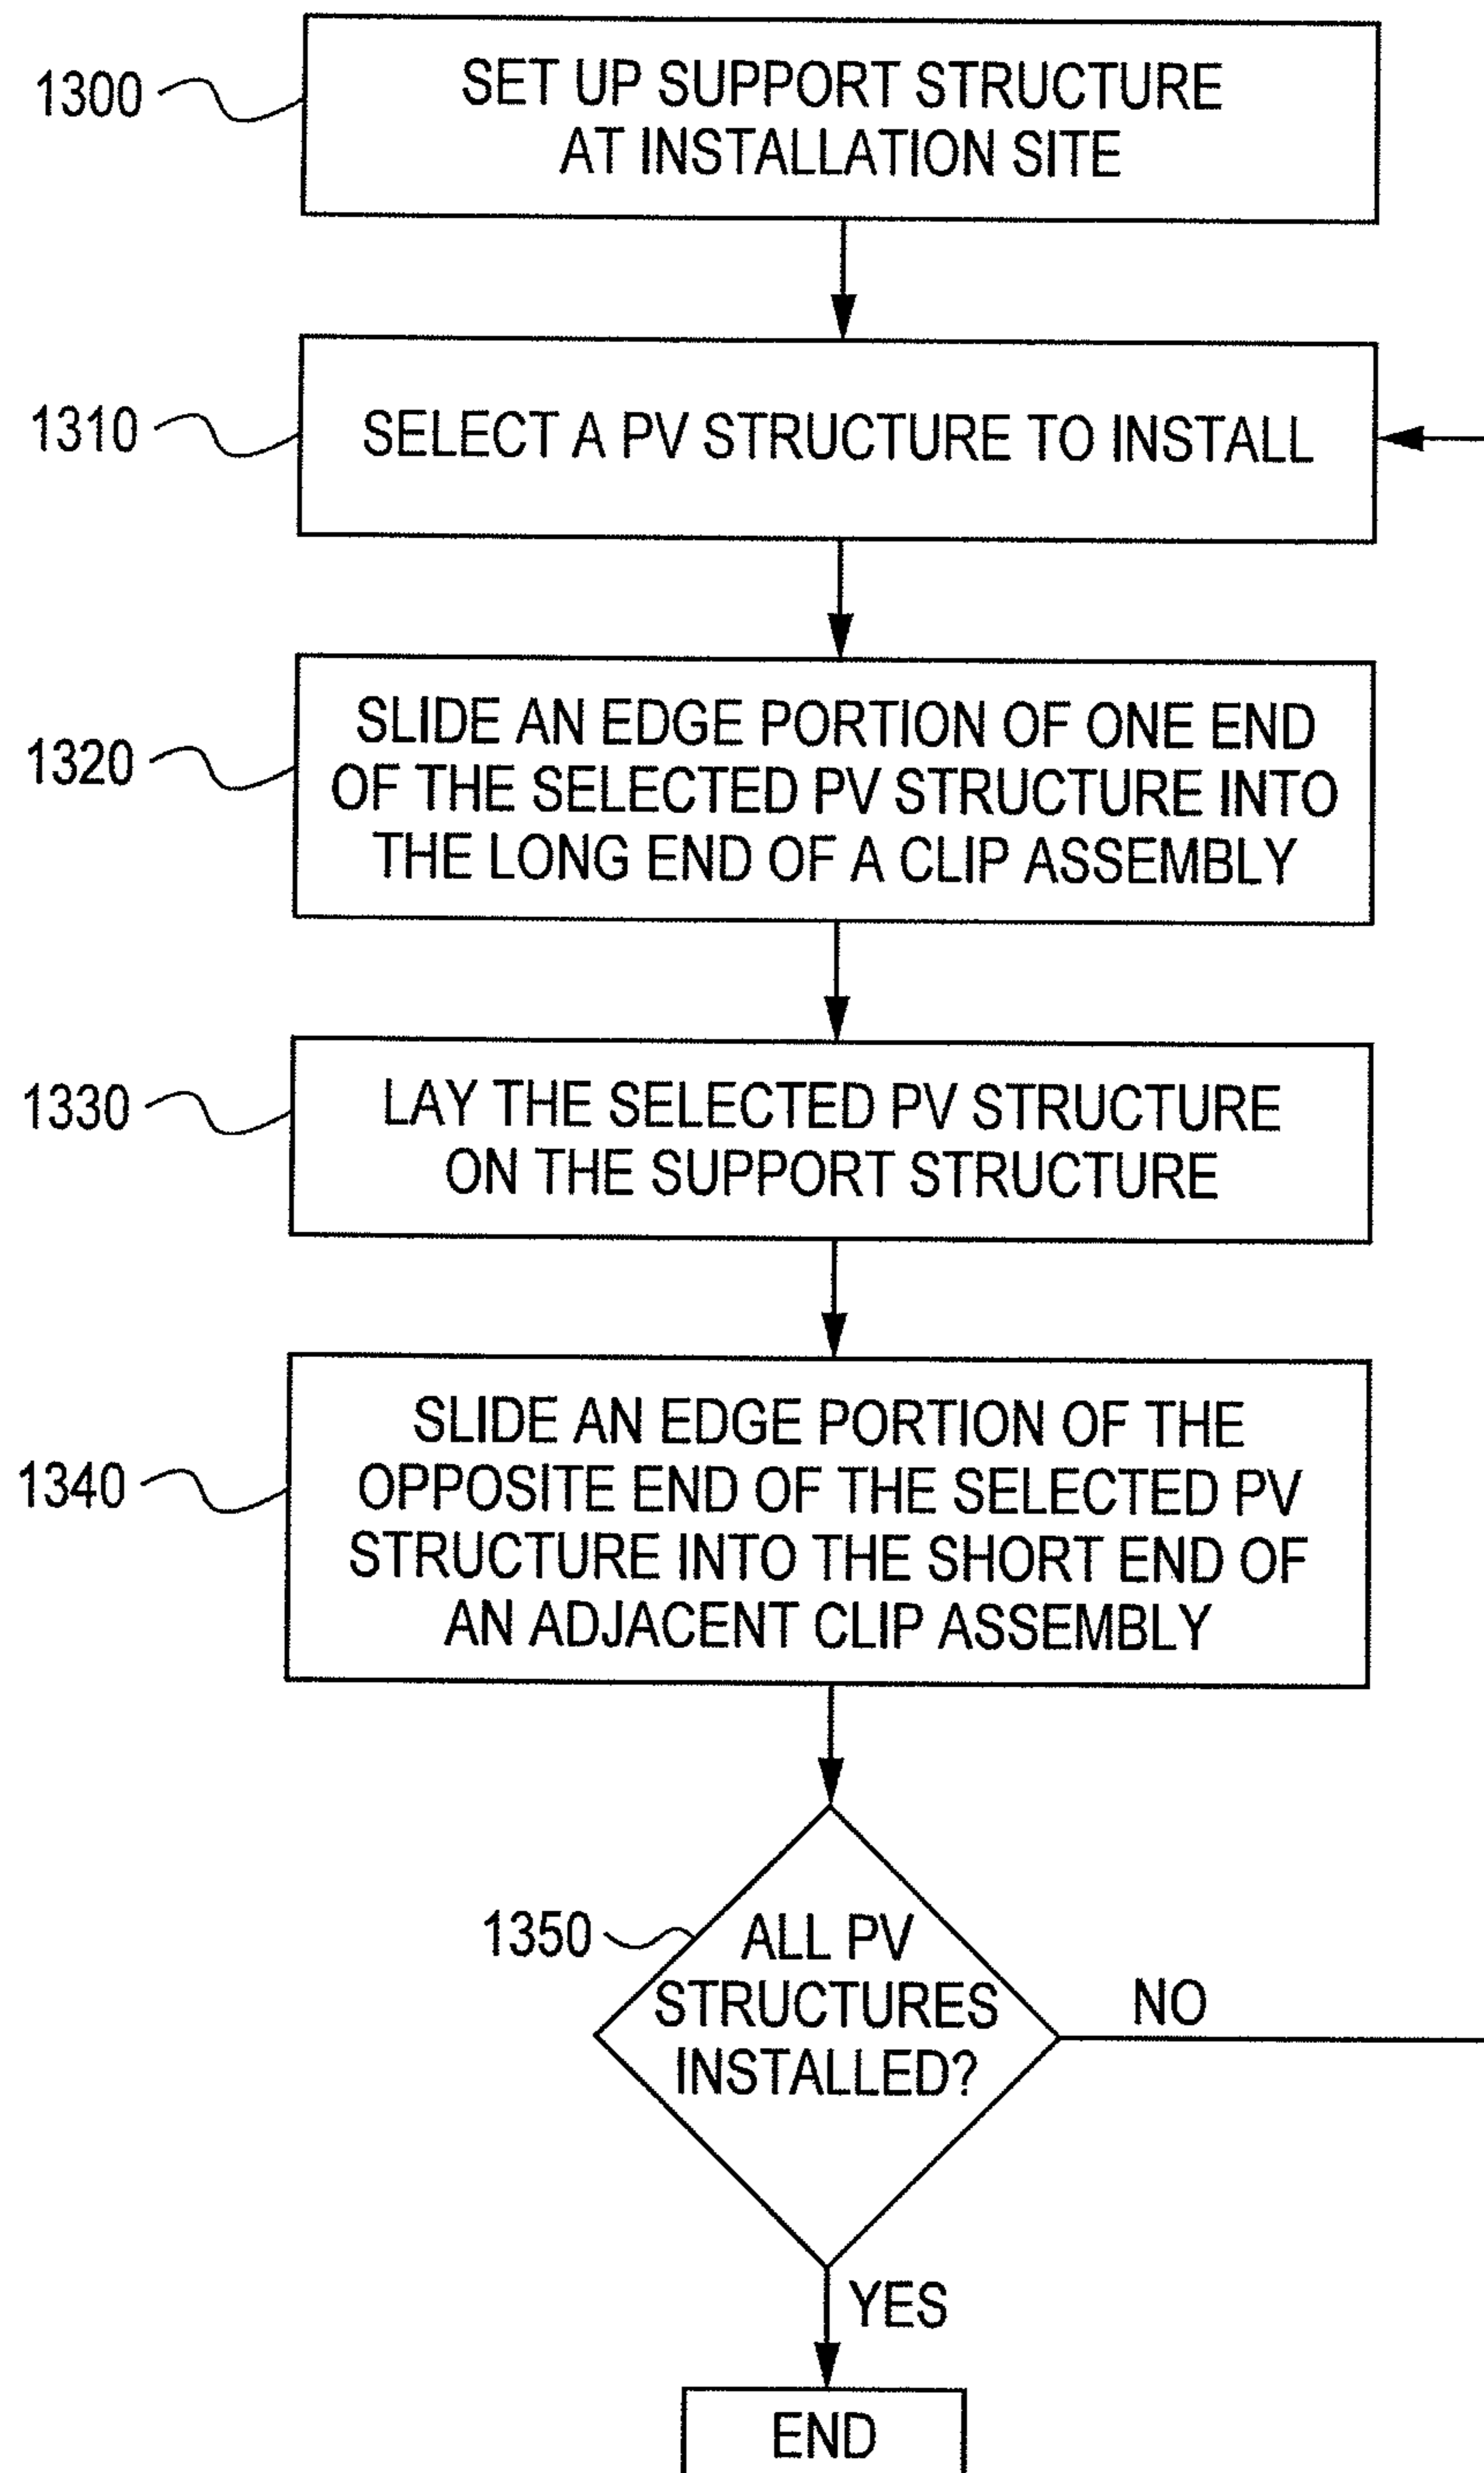 1300
SET UP SUPPORT STRUCTURE
AT INSTALLATION SITE
1310
SELECT A PV STRUCTURE TO INSTALL
1320
SLIDE AN EDGE PORTION OF ONE END
OF THE SELECTED PV STRUCTURE INTO
THE LONG END OF A CLIP ASSEMBLY
1330
LAY THE SELECTED PV STRUCTURE
ON THE SUPPORT STRUCTURE
1340
SLIDE AN EDGE PORTION OF THE
OPPOSITE END OF THE SELECTED PV
STRUCTURE INTO THE SHORT END OF
AN ADJACENT CLIP ASSEMBLY
1350
ALL PV
STRUCTURES
INSTALLED?
NO
YES
END